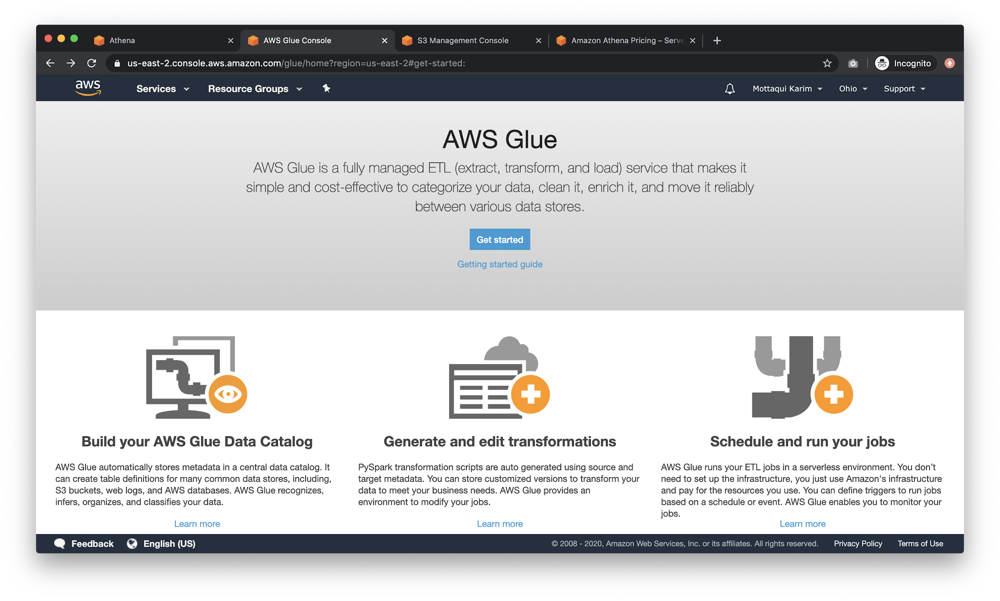 Athena
AWS Glue Console
S3 Management Console
Amazon Athena Pricing – Serve
us-east-2.console.aws.amazon.com/glue/home?region=us-east-2#get-started:
Incognito
aws
Services
Resource Groups
Mottaqui Karim
Ohio
Support
AWS Glue
AWS Glue is a fully managed ETL (extract, transform, and load) service that makes it
simple and cost-effective to categorize your data, clean it, enrich it, and move it reliably
between various data stores.
Get started
Getting started guide
Build your AWS Glue Data Catalog
AWS Glue automatically stores metadata in a central data catalog. It
can create table definitions for many common data stores, including,
S3 buckets, web logs, and AWS databases. AWS Glue recognizes,
infers, organizes, and classifies your data.
Learn more
Generate and edit transformations
PySpark transformation scripts are auto generated using source and
target metadata. You can store customized versions to transform your
data to meet your business needs. AWS Glue provides an
environment to modify your jobs.
Learn more
Schedule and run your jobs
AWS Glue runs your ETL jobs in a serverless environment. You don’t
need to set up the infrastructure, you just use Amazon's infrastructure
and pay for the resources you use. You can define triggers to run jobs
based on a schedule or event. AWS Glue enables you to monitor your
jobs.
Learn more
Feedback
English (US)
© 2008 - 2020, Amazon Web Services, Inc. or its affiliates. All rights reserved.
Privacy Policy
Terms of Use